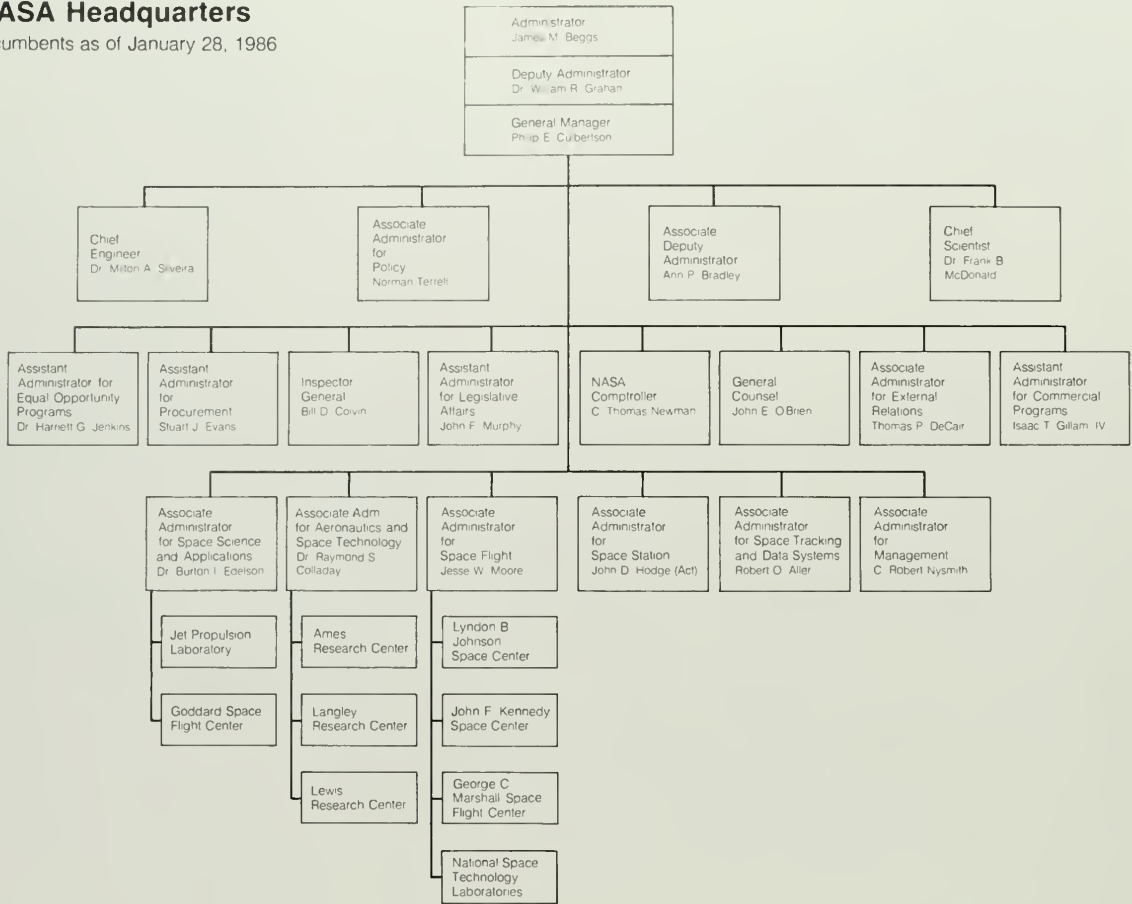 ASA Headquarters
cumbents as of January 28, 1986
Administrator
James M. Beggs
Deputy Administrator
Dr William R Graham
General Manager
Philip E Culbertson
Chief
Engineer
Dr Milton A Silveira
Associate
Administrator
for
Policy
Norman Terrell
Associate
Deputy
Administrator
Ann P Bradley
Chief
Scientist
Dr Frank B
McDonald
Assistant
Administrator for
Equal Opportunity
Programs
Dr Harriett G Jenkins
Assistant
Administrator
for
Procurement
Stuart J Evans
Inspector
General
Bill D Colvin
Assistant
Administrator
for Legislative
Affairs
John F Murphy
NASA
Comptroller
C Thomas Newman
General
Counsel
John E OBrien
Associate
Administrator
for External
Relations
Thomas P DeCair
Assistant
Administrator
for Commercial
Programs
Isaac T Gillam IV
Associate
Administrator
for Space Science
and Applications
Dr Burton I Edelson
Associate Adm
for Aeronautics and
Space Technology
Dr Raymond S
Colladay
Associate
Administrator
for
Space Flight
Jesse W Moore
Associate
Administrator
for
Space Station
John D Hodge (Act)
Associate
Administrator
for Space Tracking
and Data Systems
Robert O Aller
Associate
Administrator
for
Management
C Robert Nysmith
Jet Propulsion
Laboratory
Goddard Space
Flight Center
Ames
Research Center
Langley
Research Center
Lewis
Research Center
Lyndon B
Johnson
Space Center
John F Kennedy
Space Center
George C
Marshall Space
Flight Center
National Space
Technology
Laboratories